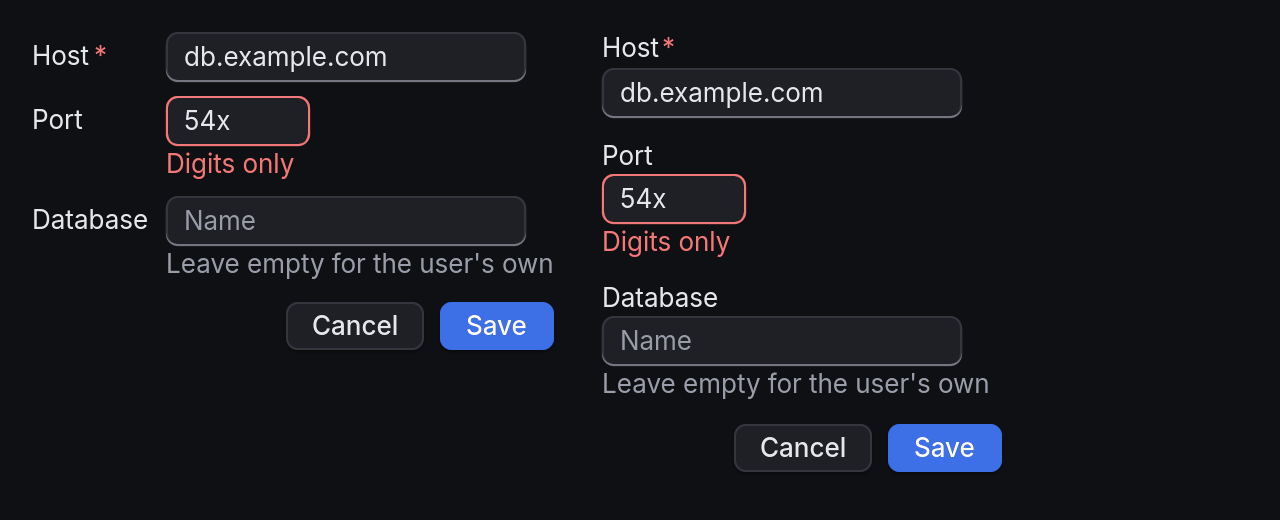 Host *
db.example.com
Port
54x
Digits only
Database
Name
Leave empty for the user's own
Cancel
Save
Host *
db.example.com
Port
54x
Digits only
Database
Name
Leave empty for the user's own
Cancel
Save